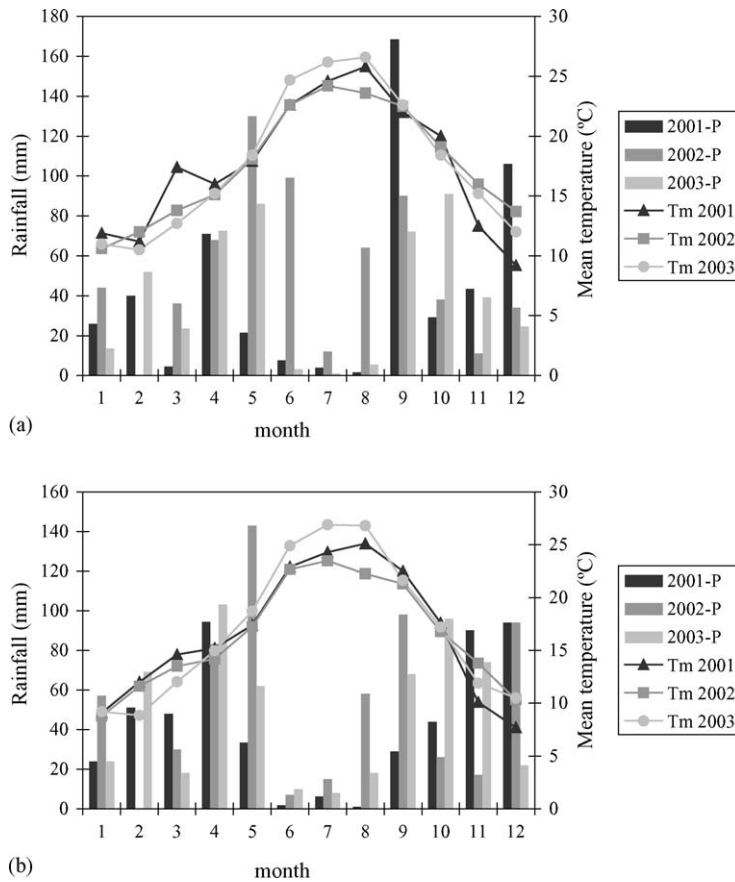 180
160
140
120
100
80
60
40
20
0
Rainfall (mm)
30
25
20
15
10
5
0
Mean temperature (ºC)
1 2 3 4 5 6 7 8 9 10 11 12
month
(a)
2001-P
2002-P
2003-P
Tm 2001
Tm 2002
Tm 2003
160
140
120
100
80
60
40
20
0
Rainfall (mm)
30
25
20
15
10
5
0
Mean temperature (ºC)
1 2 3 4 5 6 7 8 9 10 11 12
month
(b)
2001-P
2002-P
2003-P
Tm 2001
Tm 2002
Tm 2003